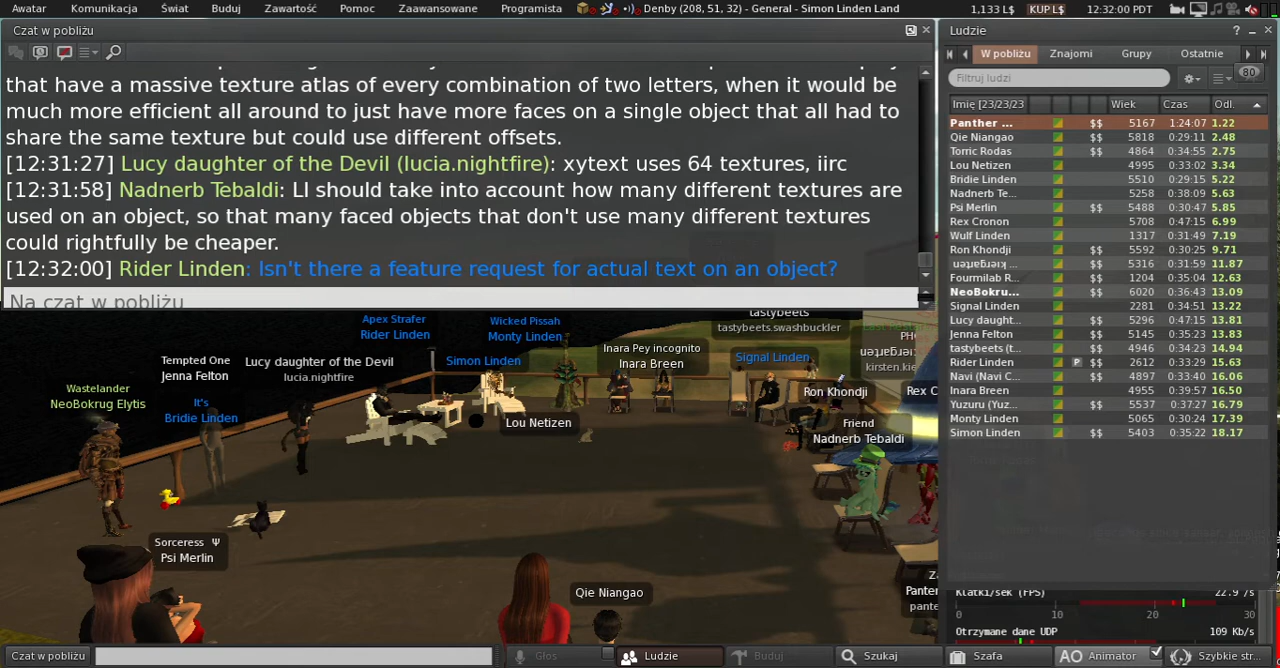 Awatar Komunikacja Świat Buduj Zawartość Pomoc Zaawansowane Programista Denby (208, 51, 32) - General - Simon Linden Land 1,133 L$ KUP L$ 12:32:00 PDT
Czat w pobliżu
that have a massive texture atlas of every combination of two letters, when it would be
much more efficient all around to just have more faces on a single object that all had to
share the same texture but could use different offsets.
[12:31:27] Lucy daughter of the Devil (lucia.nightfire): xytext uses 64 textures, iirc
[12:31:58] Nadnerb Tebaldi: LI should take into account how many different textures are
used on an object, so that many faced objects that don't use many different textures
could rightfully be cheaper.
[12:32:00] Rider Linden: Isn't there a feature request for actual text on an object?
Na czat w pobliżu
Ludzie
W pobliżu Znajomi Grupy Ostatnie
Filtruj ludzi
80
Imię [23/23/23 Wiek Czas Odl.
Panther ... $$ 5167 1:24:07 1.22
Qie Niangao $$ 5818 0:29:11 2.48
Torric Rodas $$ 4864 0:34:55 2.75
Lou Netizen 4995 0:33:02 3.34
Bridie Linden 5510 0:29:15 5.22
Nadnerb Te... 5258 0:38:09 5.63
Psi Merlin $$ 5488 0:30:47 5.85
Rex Cronon 5708 0:47:15 6.99
Wulf Linden 1317 0:31:49 7.19
Ron Khondji $$ 5592 0:30:25 9.71
$$ 5316 0:31:59 11.87
Fourmilab R... $$ 1204 0:35:04 12.63
NeoBokru... $$ 6020 0:36:43 13.09
Signal Linden 2281 0:34:51 13.22
Lucy daught... $$ 5296 0:47:15 13.81
Jenna Felton $$ 5145 0:35:23 13.83
tastybeets (t... $$ 4946 0:34:23 14.94
Rider Linden P $$ 2612 0:33:29 15.63
Navi (Navi C... $$ 4897 0:33:40 16.06
Inara Breen 4955 0:39:57 16.50
Yuzuru (Yuz... $$ 5537 0:37:27 16.79
Monty Linden 5065 0:30:24 17.39
Simon Linden $$ 5403 0:35:22 18.17
tastybeets
tastybeets.swashbuckler
Apex Strafer
Rider Linden
Wicked Pissah
Monty Linden
Inara Pey incognito
Inara Breen
Signal Linden
Tempted One
Jenna Felton
Lucy daughter of the Devil
lucia.nightfire
Simon Linden
kirsten.kie
Wastelander
NeoBokrug Elytis
It's
Bridie Linden
Ron Khondji
Rex C
Lou Netizen
Friend
Nadnerb Tebaldi
Sorceress Ψ
Psi Merlin
Qie Niangao
Panter
pante
Klatki/sek (FPS) 22.9 /s
0 10 20 30
Otrzymane dane UDP 109 Kb/s
Czat w pobliżu Głos Ludzie Buduj Szukaj Szafa AO Animator Szybkie str...